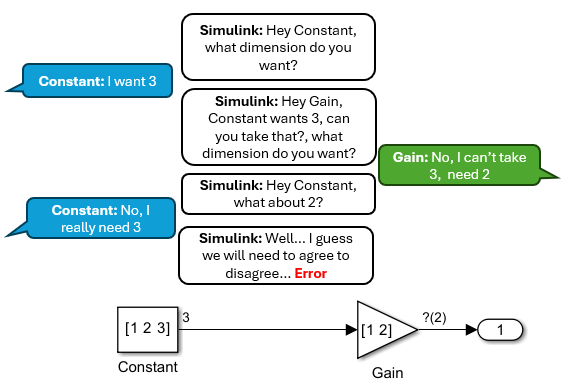 Simulink: Hey Constant,
what dimension do you
want?
Constant: I want 3
Simulink: Hey Gain,
Constant wants 3, can
you take that?, what
dimension do you want?
Gain: No, I can’t take
3,  need 2
Simulink: Hey Constant,
what about 2?
Constant: No, I
really need 3
Simulink: Well... I guess
we will need to agree to
disagree... Error
[1 2 3]
3
[1 2]
?(2)
1
Constant
Gain